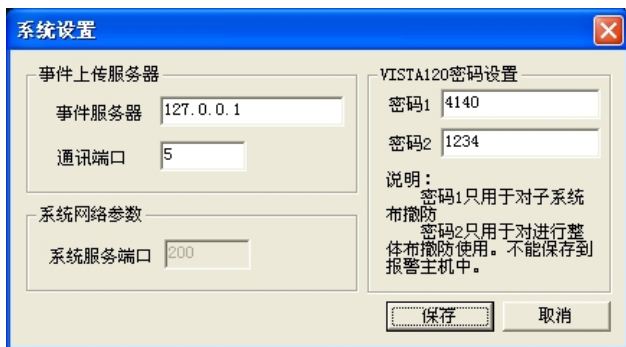 系统设置
事件上传服务器
事件服务器 127.0.0.1
通讯端口 5
系统网络参数
系统服务端口 200
VISTA120密码设置
密码1 4140
密码2 1234
说明：
密码1只用于对子系统
布撤防
密码2只用于对进行整
体布撤防使用。不能保存到
报警主机中。
保存
取消